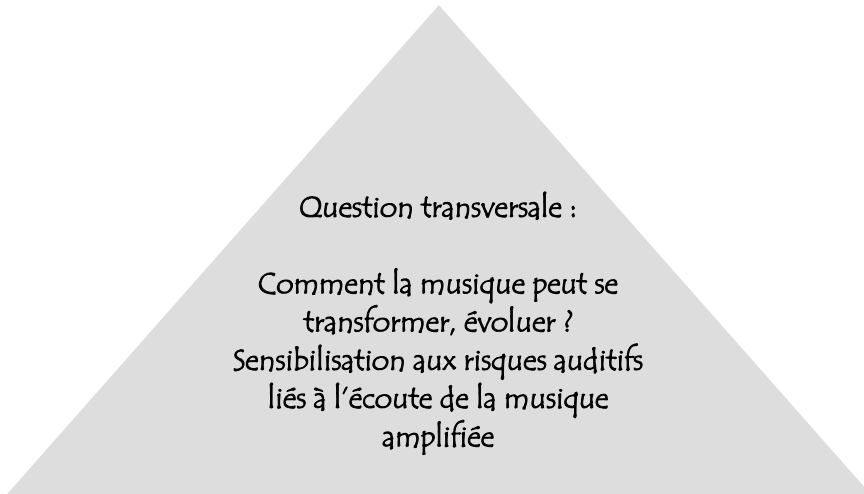 Question transversale :
Comment la musique peut se
transformer, évoluer ?
Sensibilisation aux risques auditifs
liés à l'écoute de la musique
amplifiée